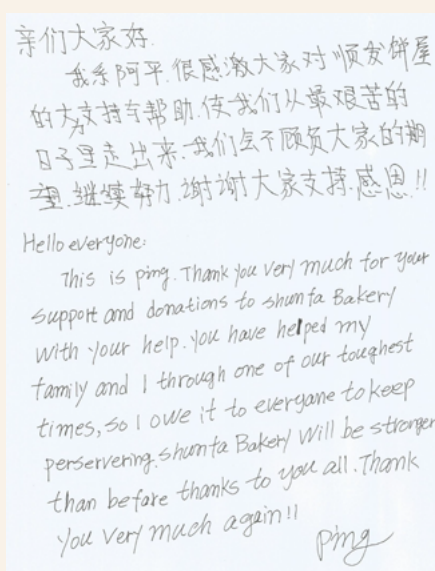 亲们大家好.
我系阿平.很感激大家对顺发饼屋
的大力支持与帮助.使我们从最艰苦的
日子里走出来.我们会不顾负大家的期
望.继续努力.谢谢大家支持.感恩!!
Hello everyone:
This is ping. Thank you very much for your
support and donations to shunfa Bakery
with your help. you have helped my
family and I through one of our toughest
times, so I owe it to everyone to keep
perservering. shunfa Bakery will be stronger
than before thanks to you all. Thank
you very much again!!
ping